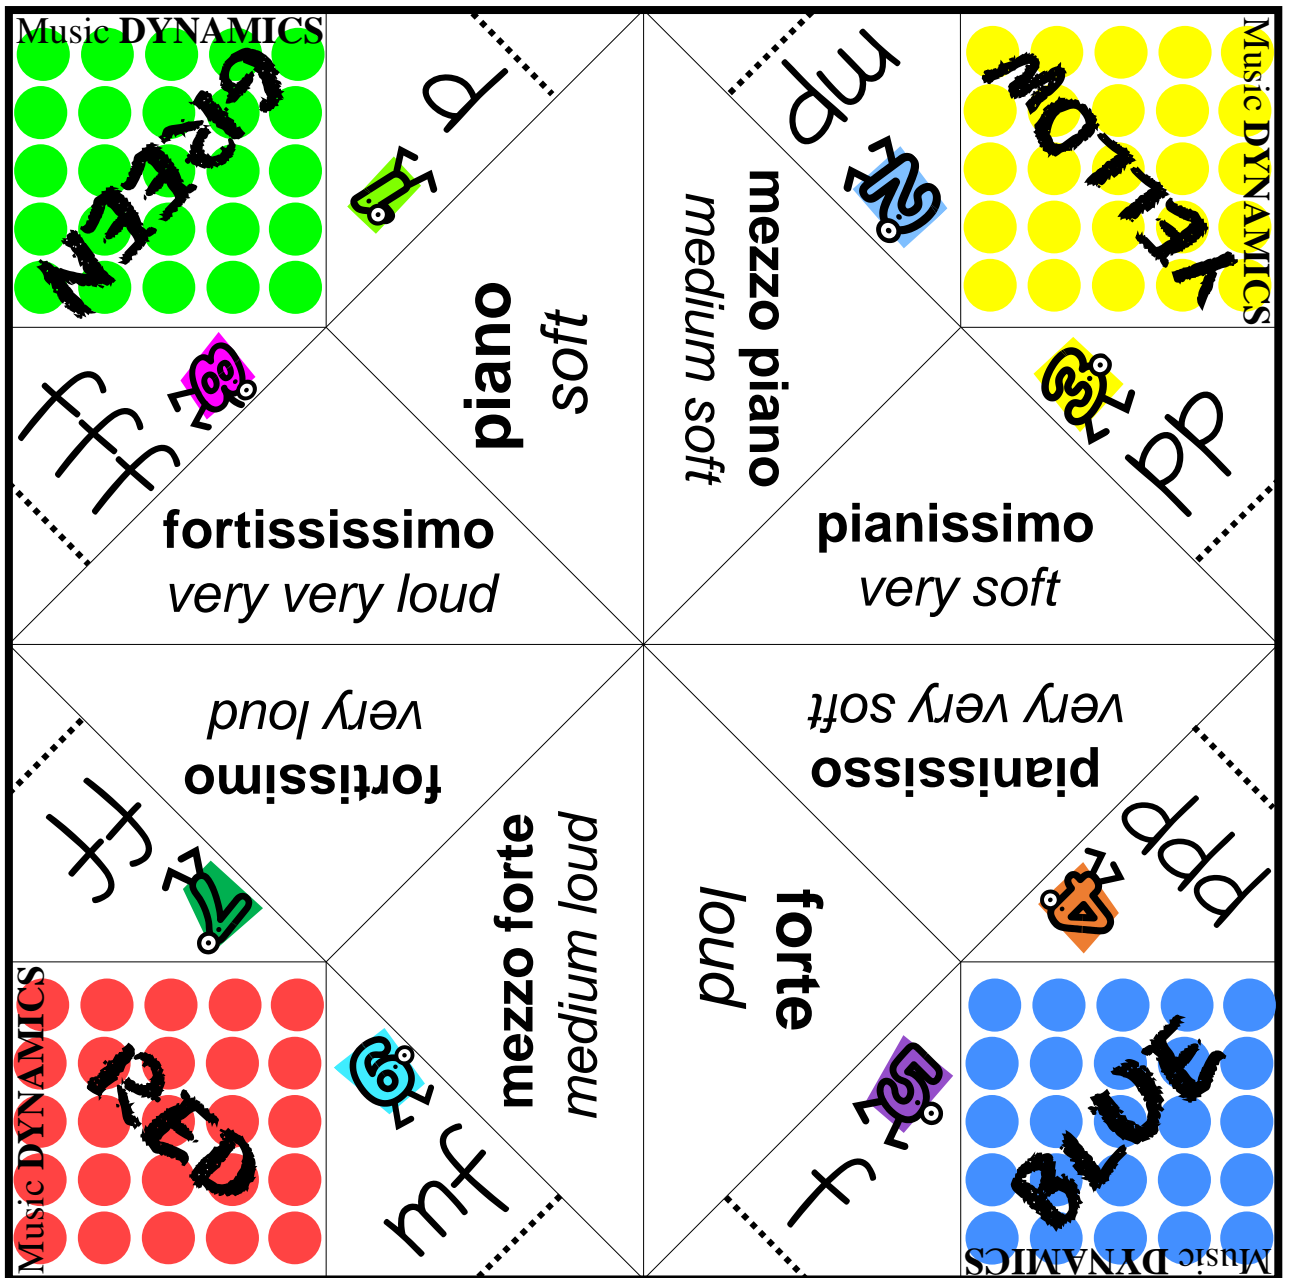 Music DYNAMICS
GREEN
p
1
piano
soft
mp
2
mezzo piano
medium soft
Music DYNAMICS
YELLOW
3
pp
pianissimo
very soft
ppp
4
pianississo
very very soft
Music DYNAMICS
BLUE
5
f
forte
loud
6
mf
mezzo forte
medium loud
Music DYNAMICS
RED
7
ff
fortissimo
very loud
8
fff
fortississimo
very very loud